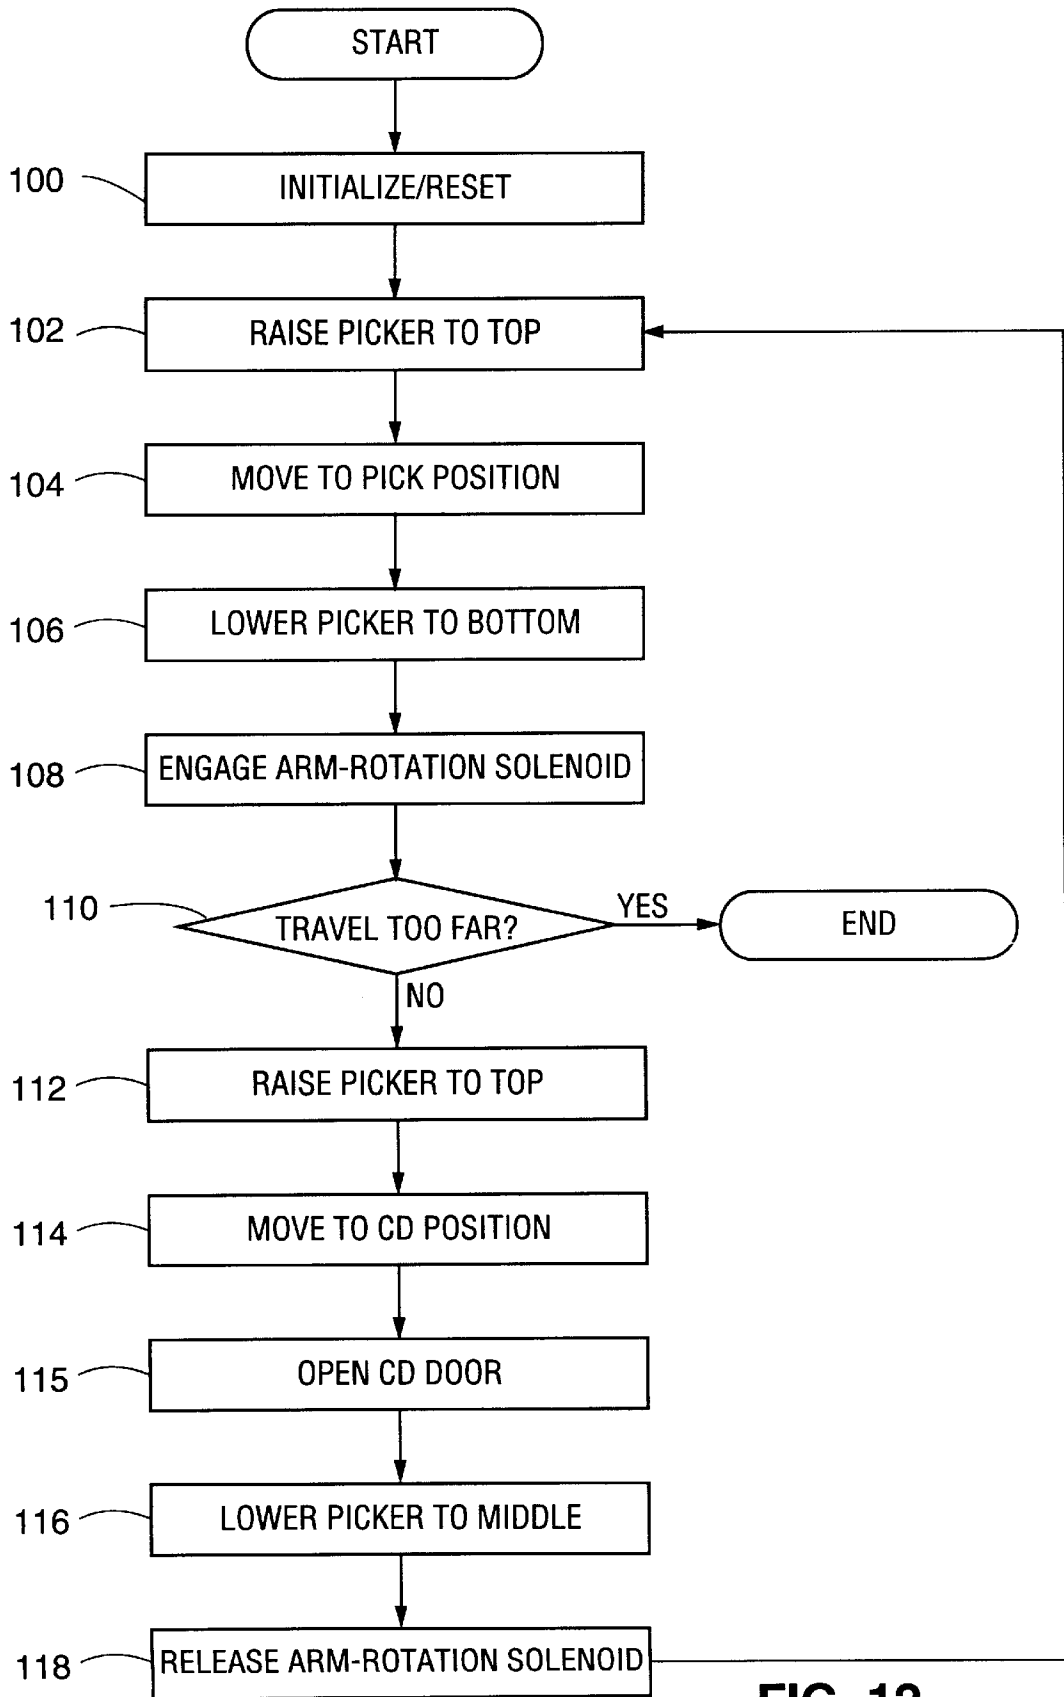 START
100
INITIALIZE/RESET
102
RAISE PICKER TO TOP
104
MOVE TO PICK POSITION
106
LOWER PICKER TO BOTTOM
108
ENGAGE ARM-ROTATION SOLENOID
110
TRAVEL TOO FAR?
YES
END
NO
112
RAISE PICKER TO TOP
114
MOVE TO CD POSITION
115
OPEN CD DOOR
116
LOWER PICKER TO MIDDLE
118
RELEASE ARM-ROTATION SOLENOID